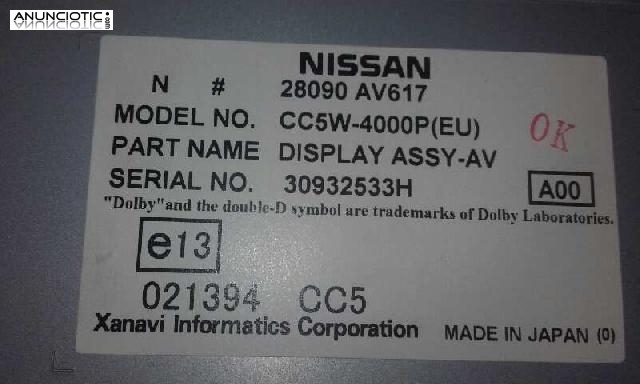 ANUNCIOTIC.es
NISSAN
N # 28090 AV617
MODEL NO. CC5W-4000P(EU)
OK
PART NAME DISPLAY ASSY-AV
SERIAL NO. 30932533H
A00
"Dolby"and the double-D symbol are trademarks of Dolby Laboratories.
e13
021394 CC5
Xanavi Informatics Corporation MADE IN JAPAN (0)